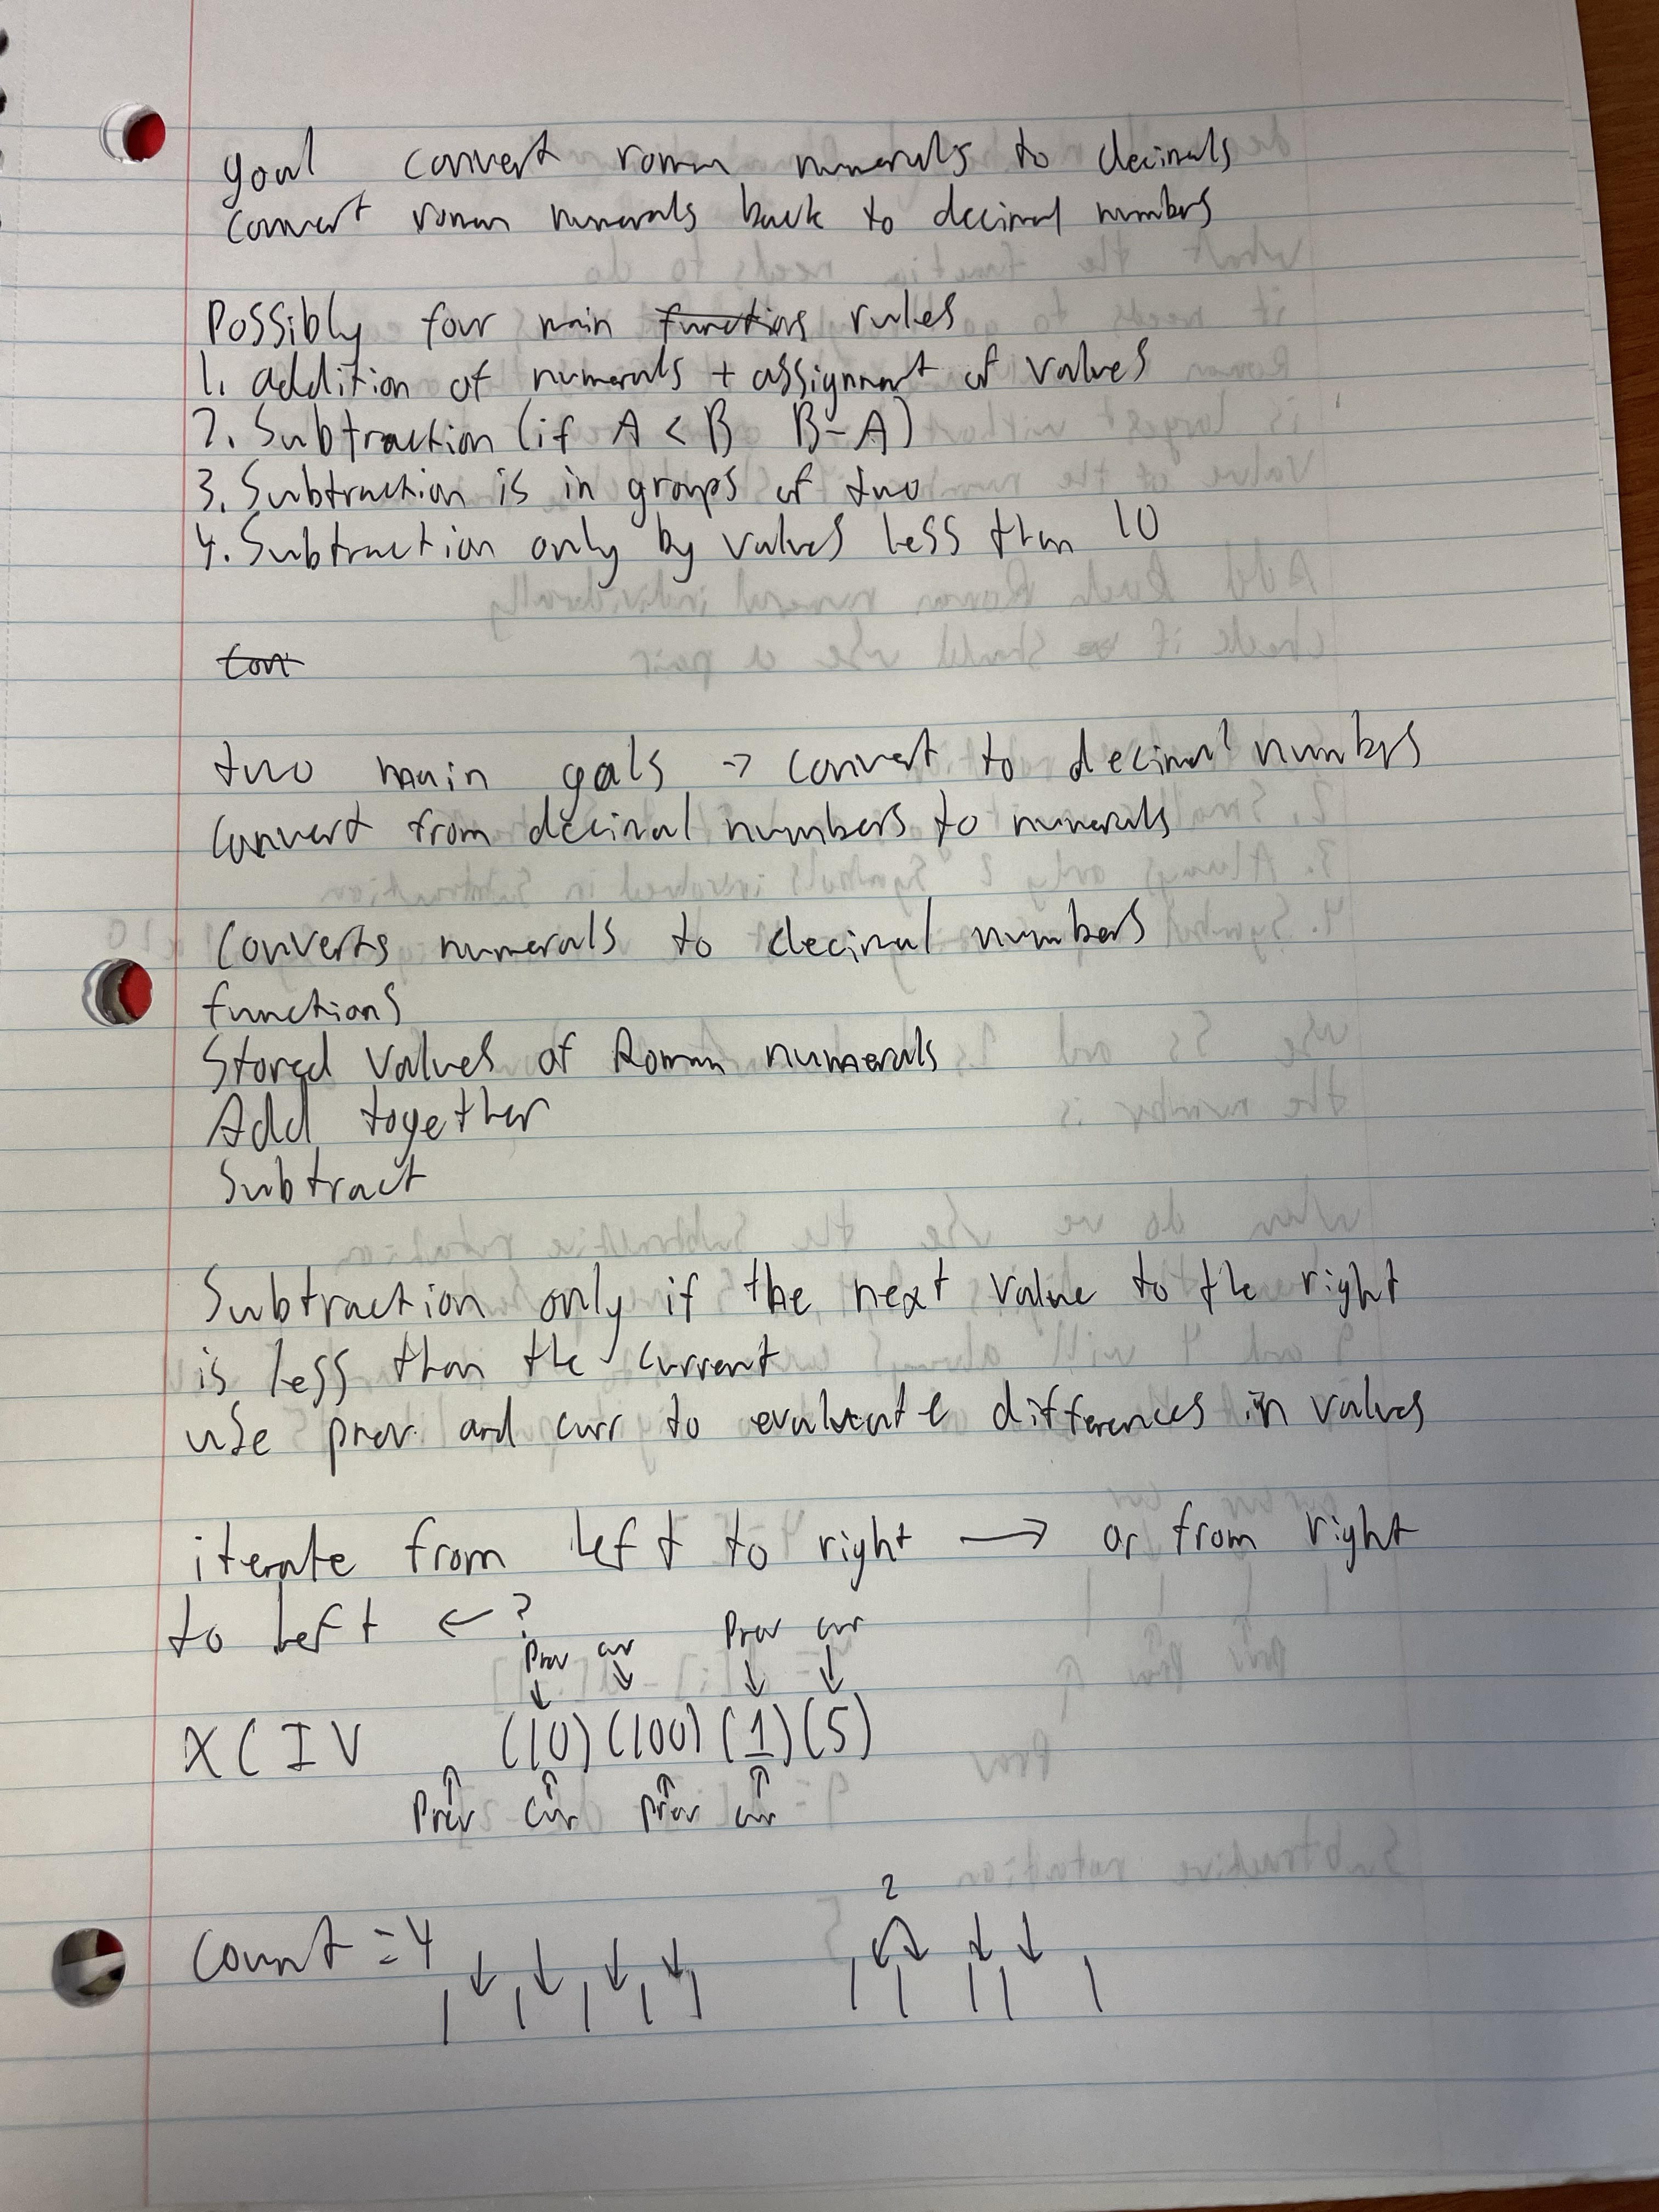 goal convert roman numerals to decimals
convert roman numerals back to decimal numbers
Possibly four main functions rules
1. addition of numerals + assignment of values
2. Subtraction (if A < B B-A)
3. Subtraction is in groups of two
4. Subtraction only by values less than 10
con
two main goals → convert to decimal numbers
convert from decimal numbers to numerals
Converts numerals to decimal numbers
functions
Stored values of Roman numerals
Add together
Subtract
Subtraction only if the next value to the right
is less than the current
use prev and curr to evaluate differences in values
iterate from left to right → or from right
to left ← ?
Prev cur Prev cur
XCIV (10)(100)(1)(5)
Prev cur prev cur
2
count = 4